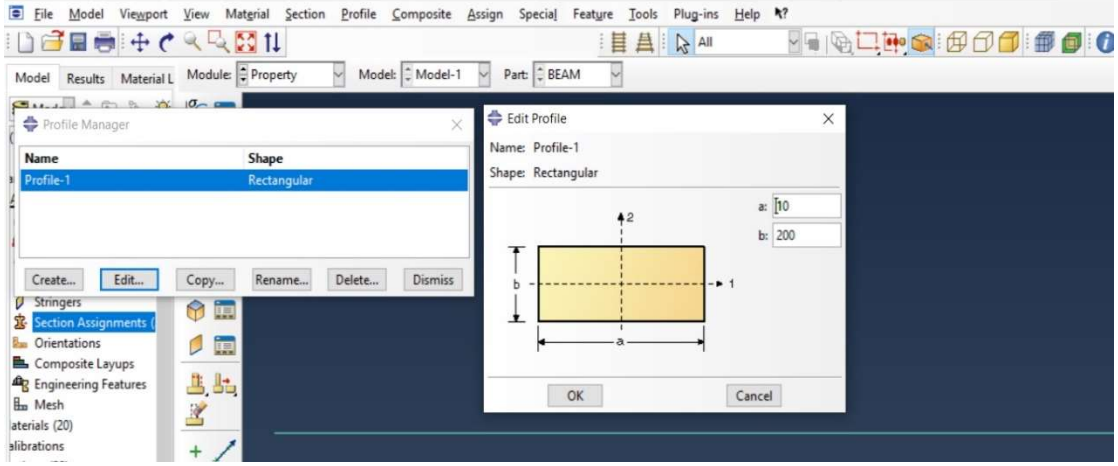 File Model Viewport View Material Section Profile Composite Assign Special Feature Tools Plug-ins Help
All
Model Results Material L Module: Property Model: Model-1 Part: BEAM
Profile Manager
Name Shape
Profile-1 Rectangular
Create... Edit... Copy... Rename... Delete... Dismiss
Edit Profile
Name: Profile-1
Shape: Rectangular
a: 10
b: 200
2
b 1
a
OK Cancel
Stringers
Section Assignments (
Orientations
Composite Layups
Engineering Features
Mesh
aterials (20)
alibrations